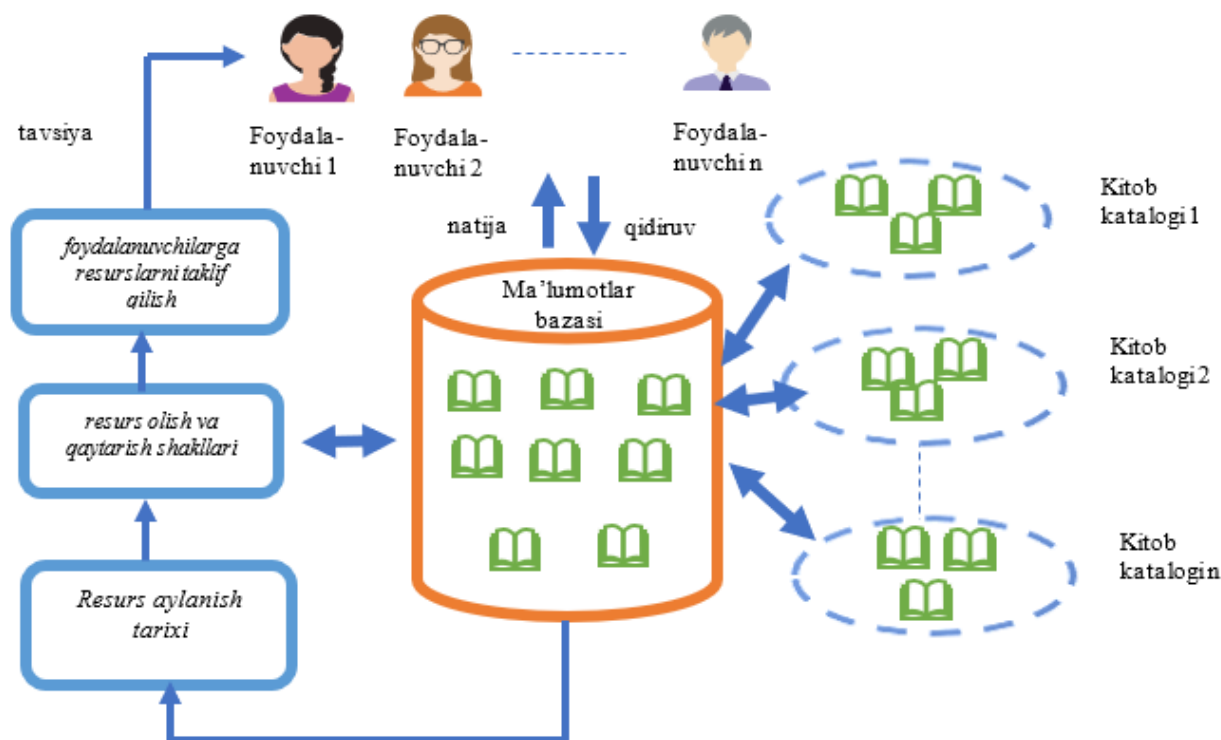 tavsiya
Foydala-
nuvchi 1
Foydala-
nuvchi 2
Foydala-
nuvchi n
natija
qidiruv
foydalanuvchilarga
resurslarni taklif
qilish
resurs olish va
qaytarish shakllari
Resurs aylanish
tarixi
Ma’lumotlar
bazasi
Kitob
katalogi 1
Kitob
katalogi 2
Kitob
katalogi n